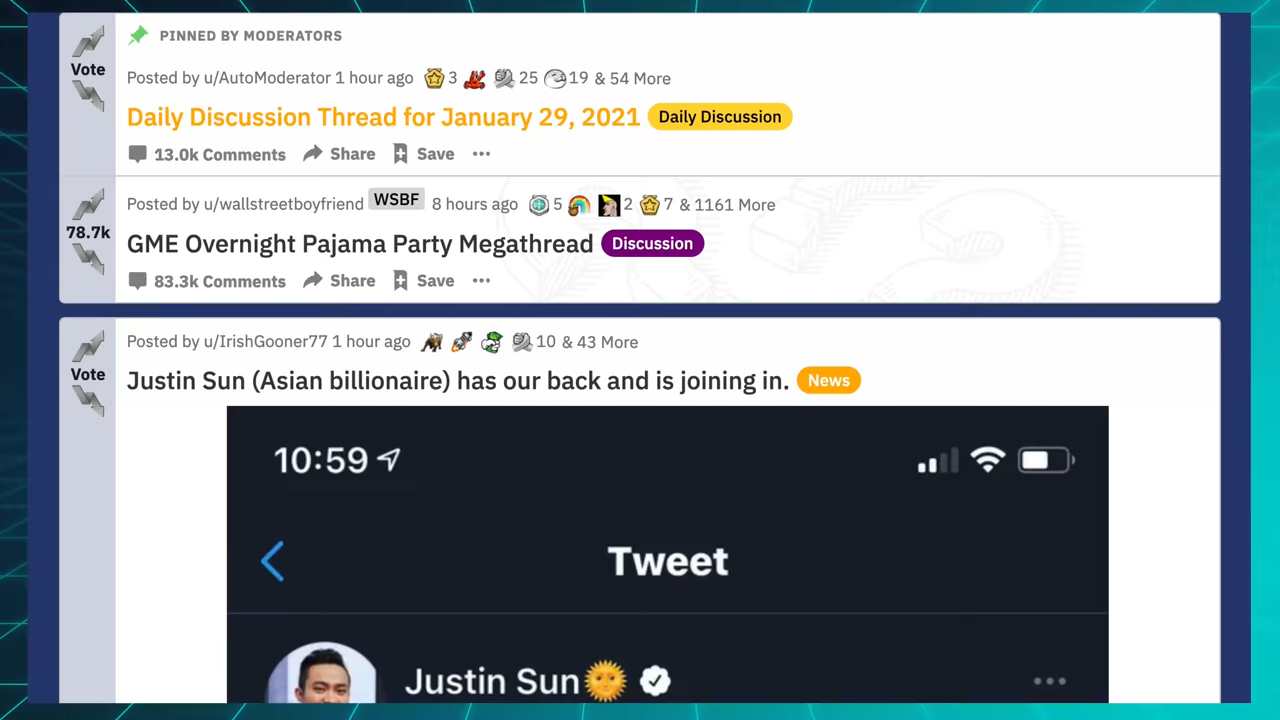 PINNED BY MODERATORS
Vote
Posted by u/AutoModerator 1 hour ago 3 25 19 & 54 More
Daily Discussion Thread for January 29, 2021 Daily Discussion
13.0k Comments Share Save
Posted by u/wallstreetboyfriend WSBF 8 hours ago 5 2 7 & 1161 More
78.7k
GME Overnight Pajama Party Megathread Discussion
83.3k Comments Share Save
Posted by u/IrishGooner77 1 hour ago 10 & 43 More
Vote
Justin Sun (Asian billionaire) has our back and is joining in. News
10:59
Tweet
Justin Sun